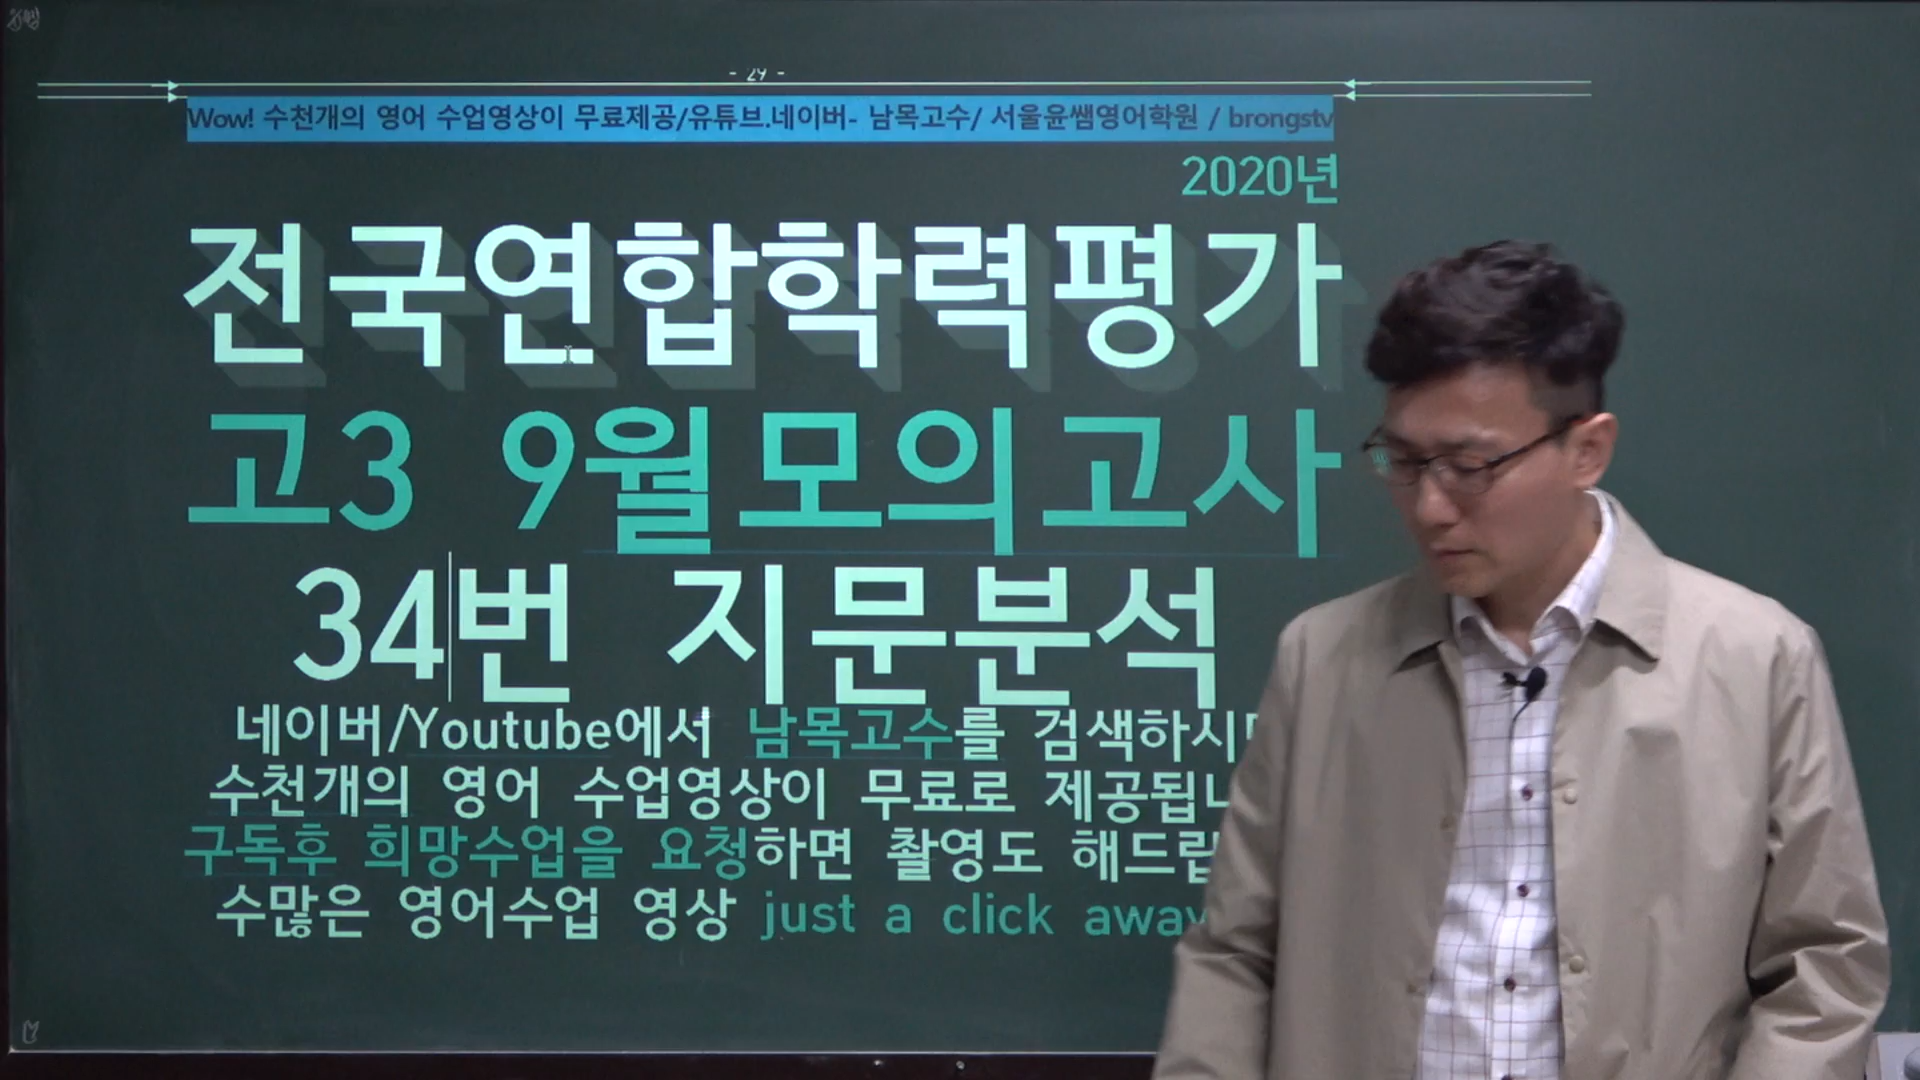 - 29 -
Wow! 수천개의 영어 수업영상이 무료제공/유튜브.네이버- 남목고수/ 서울윤쌤영어학원 / brongstv
2020년
전국연합학력평가
고3 9월모의고사
34번 지문분석
네이버/Youtube에서 남목고수를 검색하시
수천개의 영어 수업영상이 무료로 제공됩
구독후 희망수업을 요청하면 촬영도 해드립
수많은 영어수업 영상 just a click away